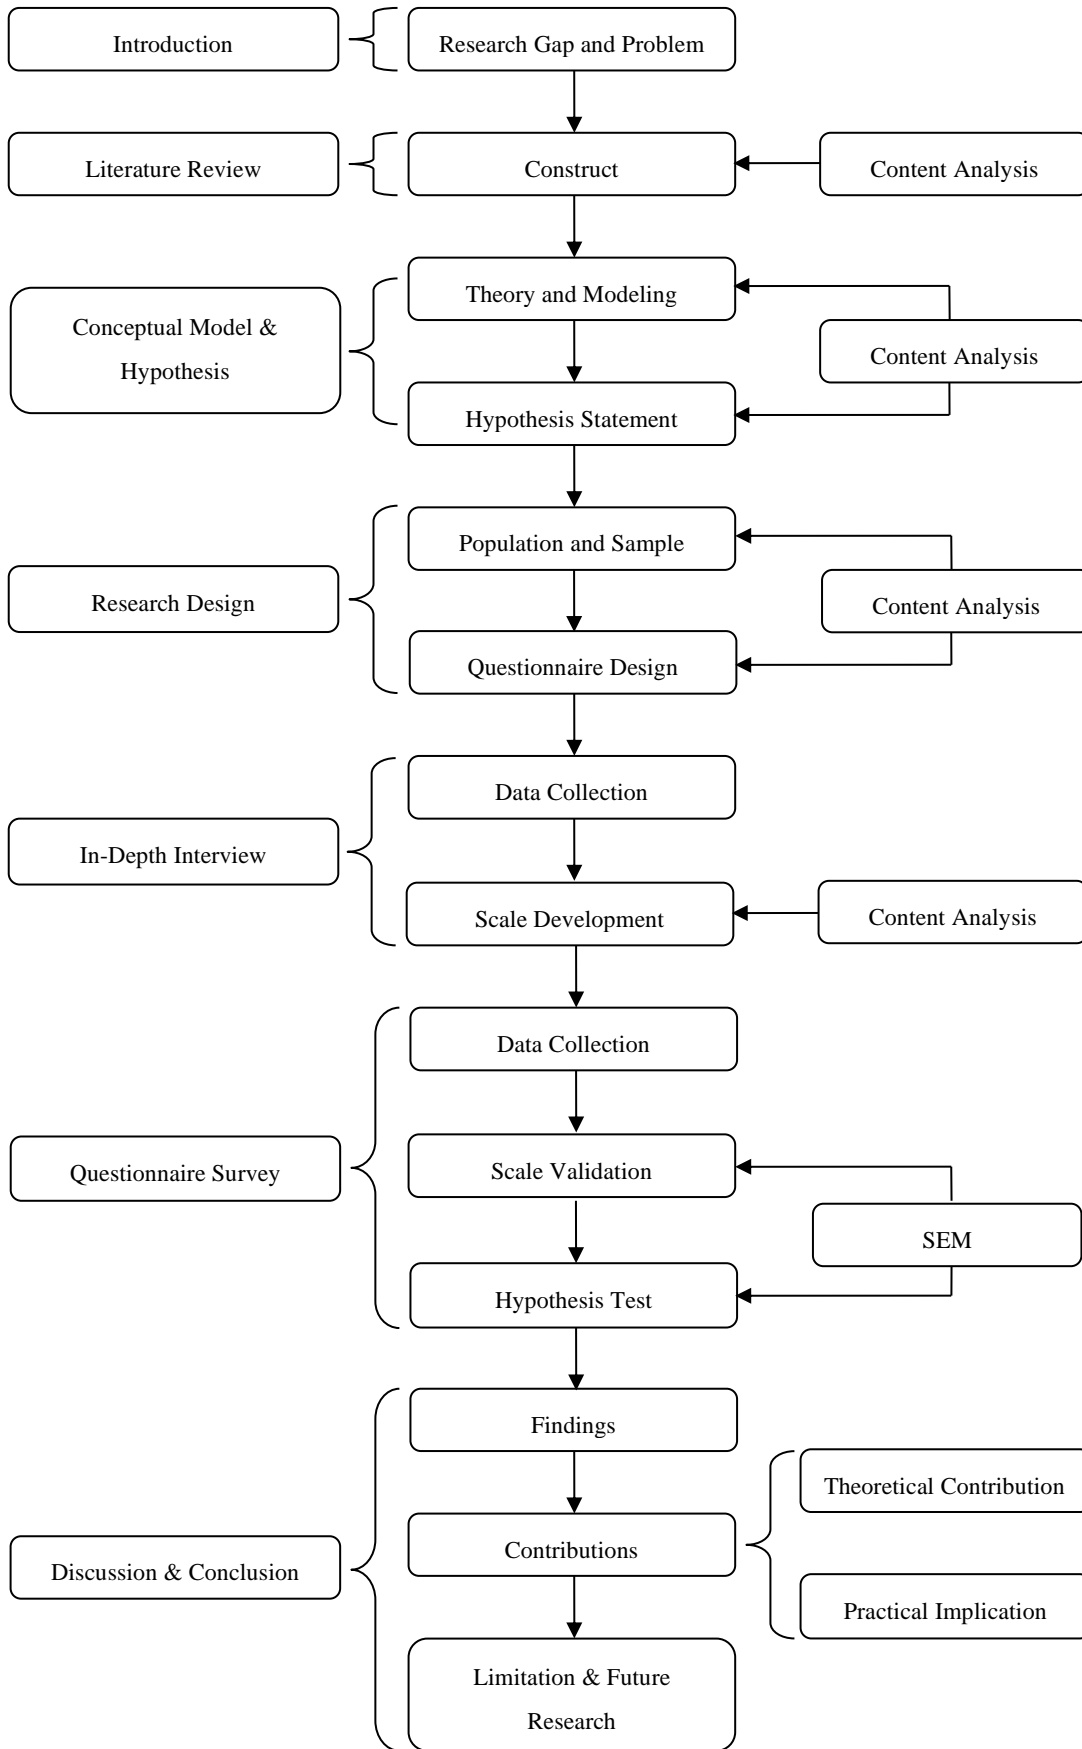 Introduction
Research Gap and Problem
Literature Review
Construct
Content Analysis
Conceptual Model &
Hypothesis
Theory and Modeling
Content Analysis
Hypothesis Statement
Research Design
Population and Sample
Content Analysis
Questionnaire Design
In-Depth Interview
Data Collection
Scale Development
Content Analysis
Questionnaire Survey
Data Collection
Scale Validation
SEM
Hypothesis Test
Discussion & Conclusion
Findings
Contributions
Theoretical Contribution
Practical Implication
Limitation & Future
Research